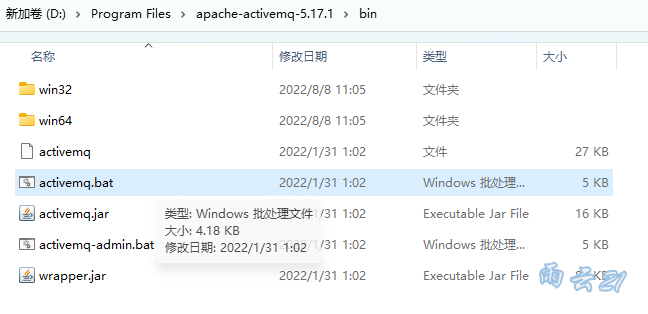 新加卷 (D:) > Program Files > apache-activemq-5.17.1 > bin
名称 修改日期 类型 大小
win32 2022/8/8 11:05 文件夹
win64 2022/8/8 11:05 文件夹
activemq 2022/1/31 1:02 文件 27 KB
activemq.bat 2022/1/31 1:02 Windows 批处理... 5 KB
activemq.jar 2022/1/31 1:02 Executable Jar File 16 KB
activemq-admin.bat 2022/1/31 1:02 Windows 批处理... 5 KB
wrapper.jar 2022/1/31 1:02 Executable Jar File KB
类型: Windows 批处理文件
大小: 4.18 KB
修改日期: 2022/1/31 1:02
雨云21